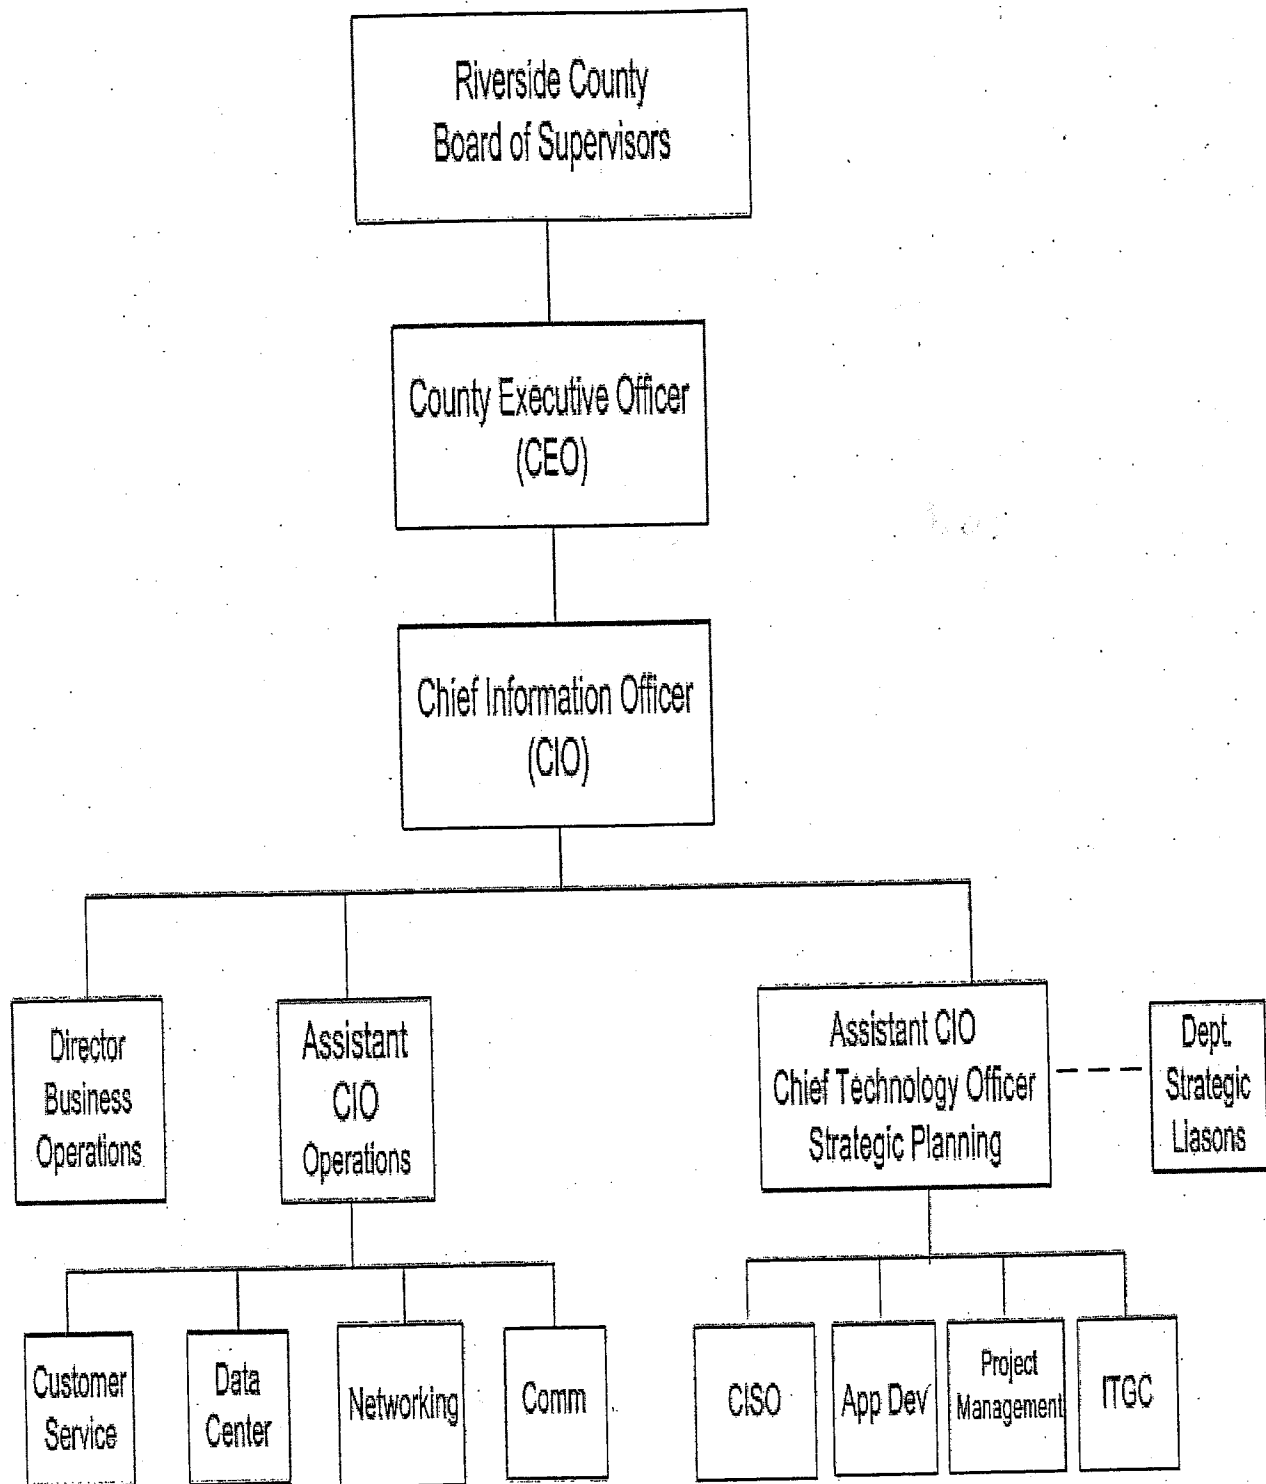 Riverside County
Board of Supervisors
County Executive Officer
(CEO)
Chief Information Officer
(CIO)
Director
Business
Operations
Assistant
CIO
Operations
Assistant CIO
Chief Technology Officer
Strategic Planning
Dept.
Strategic
Liasons
Customer
Service
Data
Center
Networking
Comm
CISO
App Dev
Project
Management
ITGC